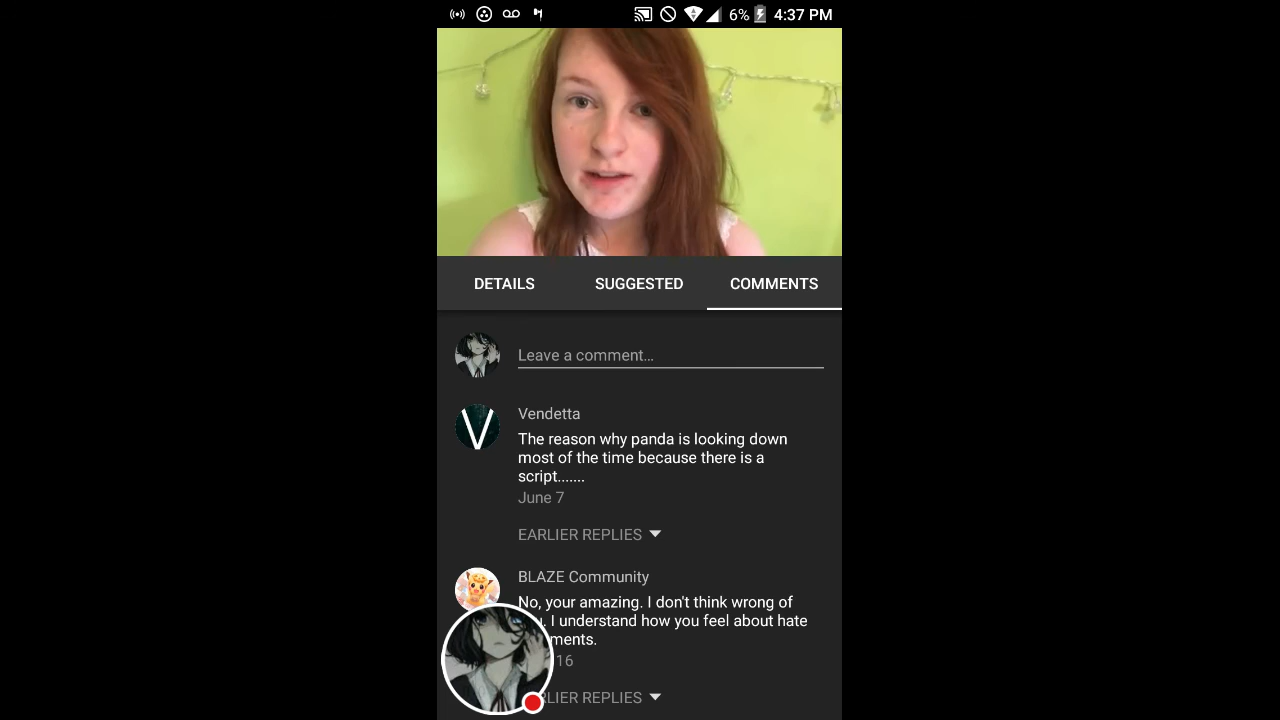 6% 4:37 PM
DETAILS SUGGESTED COMMENTS
Leave a comment...
V
Vendetta
The reason why panda is looking down
most of the time because there is a
script.......
June 7
EARLIER REPLIES
BLAZE Community
No, your amazing. I don't think wrong of
I understand how you feel about hate
16
REPLIES